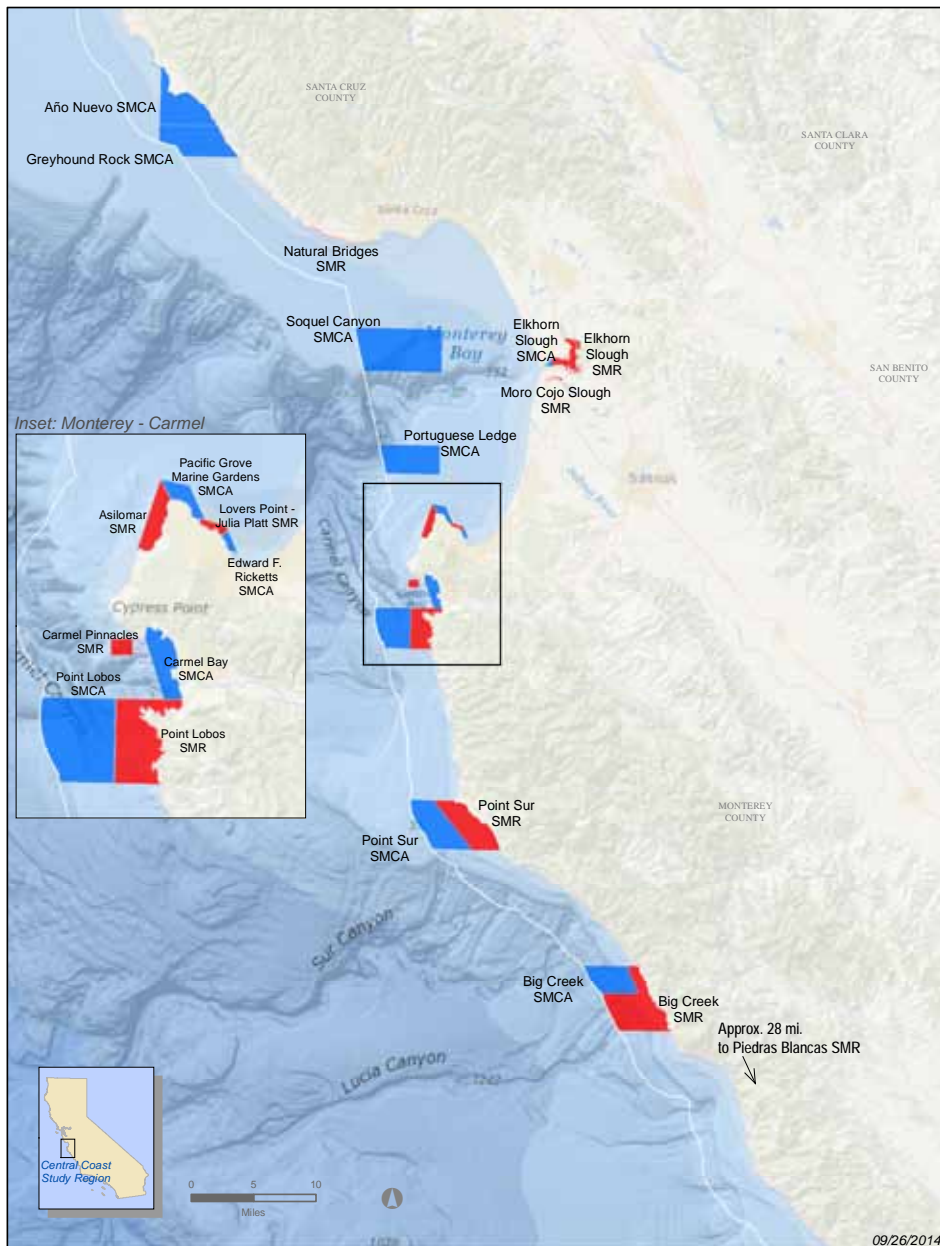 SANTA CRUZ
COUNTY
SANTA CLARA
COUNTY
Año Nuevo SMCA
Greyhound Rock SMCA
Santa Cruz
Natural Bridges
SMR
Soquel Canyon
SMCA
Monterey
Bay
Elkhorn
Slough
SMCA
Elkhorn
Slough
SMR
SAN BENITO
COUNTY
Moro Cojo Slough
SMR
Portuguese Ledge
SMCA
Salinas
Carmel Canyon
Inset: Monterey - Carmel
Pacific Grove
Marine Gardens
SMCA
Asilomar
SMR
Lovers Point -
Julia Platt SMR
Edward F.
Ricketts
SMCA
Cypress Point
Carmel Pinnacles
SMR
Carmel Bay
SMCA
Point Lobos
SMCA
Point Lobos
SMR
Point Sur
SMR
Point Sur
SMCA
MONTEREY
COUNTY
Sur Canyon
Big Creek
SMCA
Big Creek
SMR
Approx. 28 mi.
to Piedras Blancas SMR
Lucia Canyon
Central Coast
Study Region
0 5 10
Miles
09/26/2014